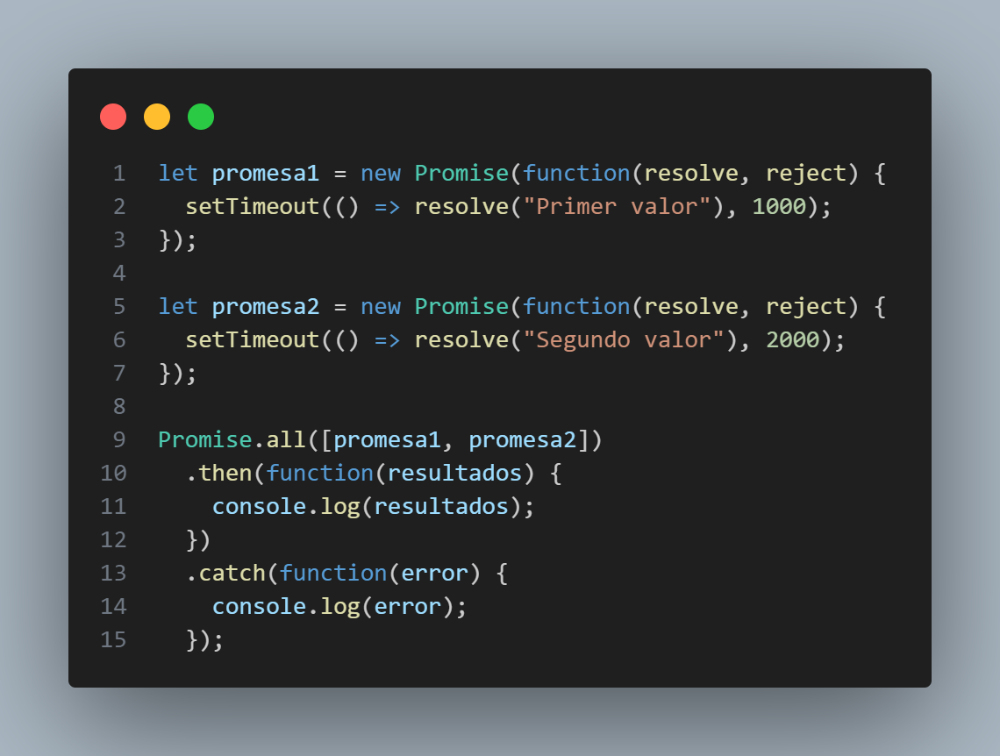 1 let promesa1 = new Promise(function(resolve, reject) {
2   setTimeout(() => resolve("Primer valor"), 1000);
3 });
4
5 let promesa2 = new Promise(function(resolve, reject) {
6   setTimeout(() => resolve("Segundo valor"), 2000);
7 });
8
9 Promise.all([promesa1, promesa2])
10   .then(function(resultados) {
11     console.log(resultados);
12   })
13   .catch(function(error) {
14     console.log(error);
15   });